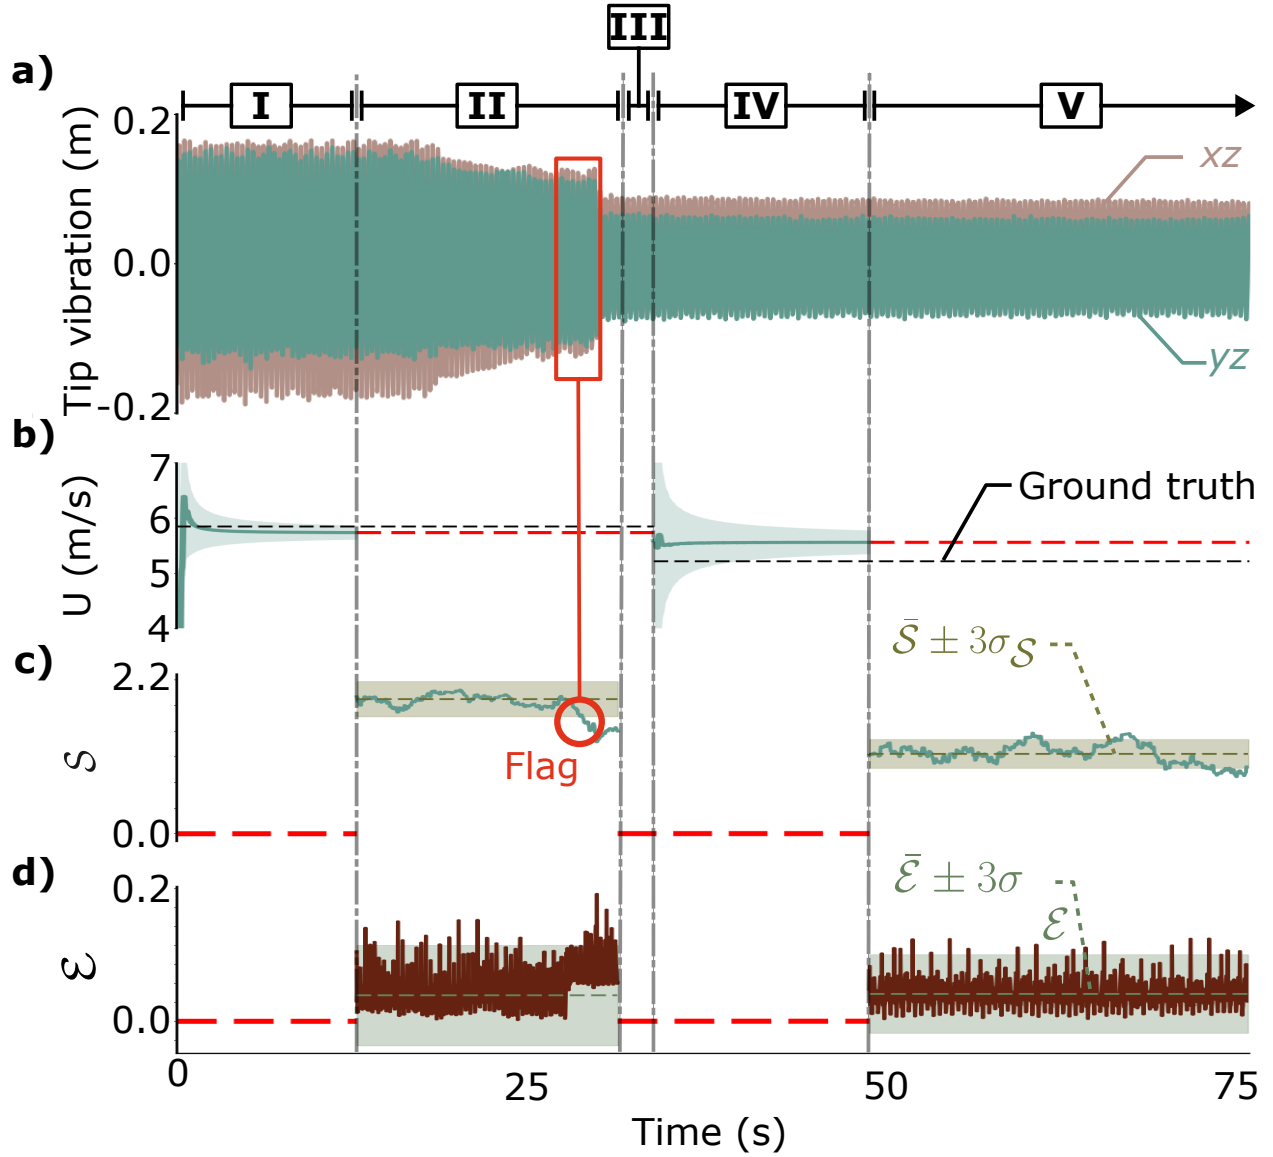 III
a)
I
II
IV
V
0.2
0.0
-0.2
Tip vibration (m)
xz
yz
b)
7
6
5
4
U (m/s)
Ground truth
c)
2.2
0.0
𝒮
𝒮̄ ± 3σ𝒮
Flag
d)
0.2
0.0
ℰ
ℰ̄ ± 3σ
ℰ
0
25
50
75
Time (s)